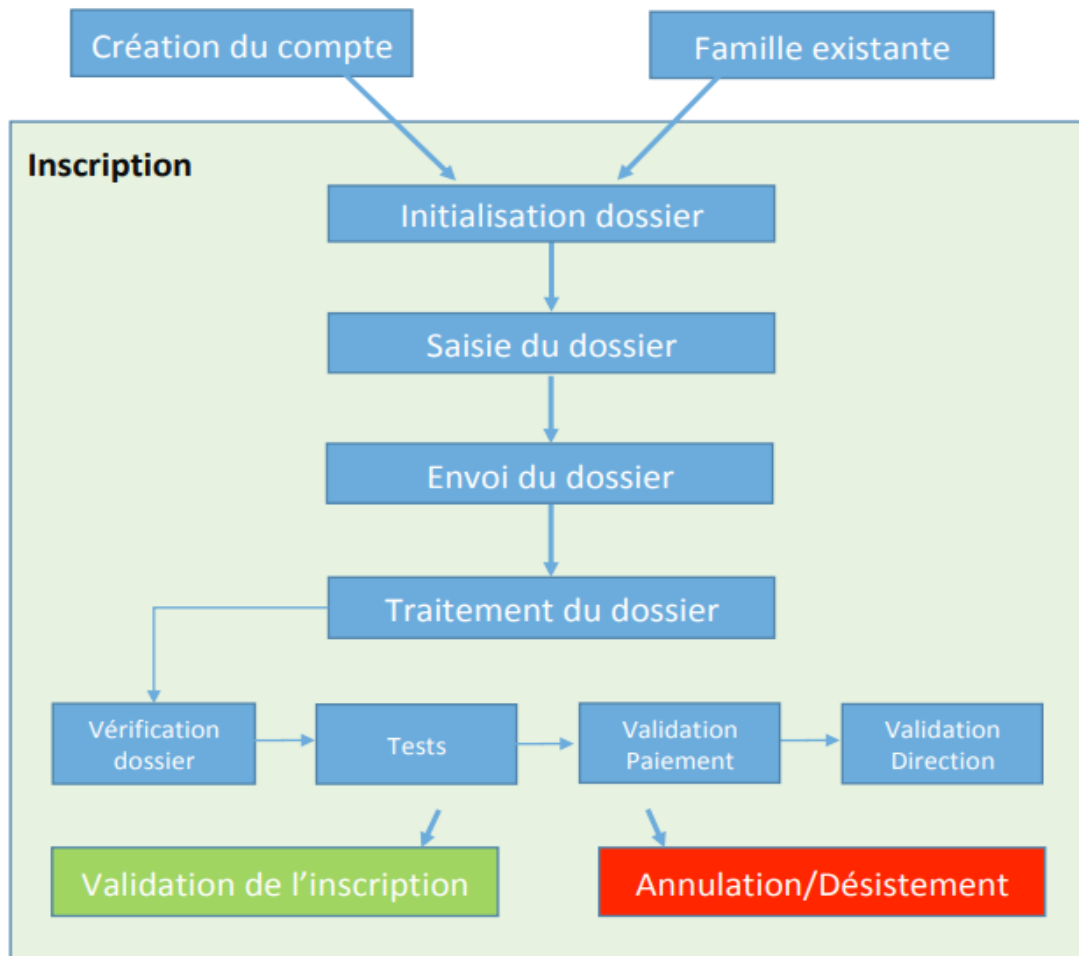 Création du compte
Famille existante
Inscription
Initialisation dossier
Saisie du dossier
Envoi du dossier
Traitement du dossier
Vérification
dossier
Tests
Validation
Paiement
Validation
Direction
Validation de l’inscription
Annulation/Désistement